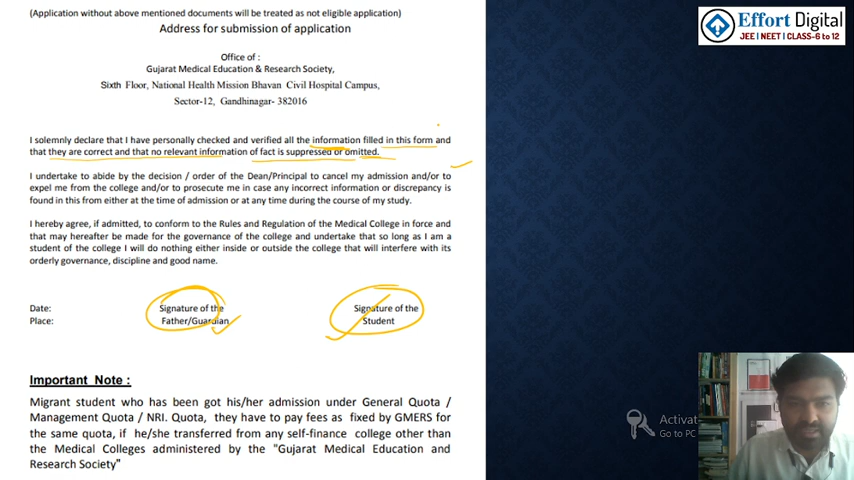 (Application without above mentioned documents will be treated as not eligible application)
Address for submission of application
Office of :
Gujarat Medical Education & Research Society,
Sixth Floor, National Health Mission Bhavan Civil Hospital Campus,
Sector-12, Gandhinagar- 382016
I solemnly declare that I have personally checked and verified all the information filled in this form and
that they are correct and that no relevant information of fact is suppressed or omitted.
I undertake to abide by the decision / order of the Dean/Principal to cancel my admission and/or to
expel me from the college and/or to prosecute me in case any incorrect information or discrepancy is
found in this from either at the time of admission or at any time during the course of my study.
I hereby agree, if admitted, to conform to the Rules and Regulation of the Medical College in force and
that may hereafter be made for the governance of the college and undertake that so long as I am a
student of the college I will do nothing either inside or outside the college that will interfere with its
orderly governance, discipline and good name.
Date: Signature of the Signature of the
Place: Father/Guardian Student
Important Note :
Migrant student who has been got his/her admission under General Quota /
Management Quota / NRI. Quota, they have to pay fees as fixed by GMERS for
the same quota, if he/she transferred from any self-finance college other than
the Medical Colleges administered by the "Gujarat Medical Education and
Research Society"
Effort Digital
JEE | NEET | CLASS-6 to 12
Activat
Go to PC